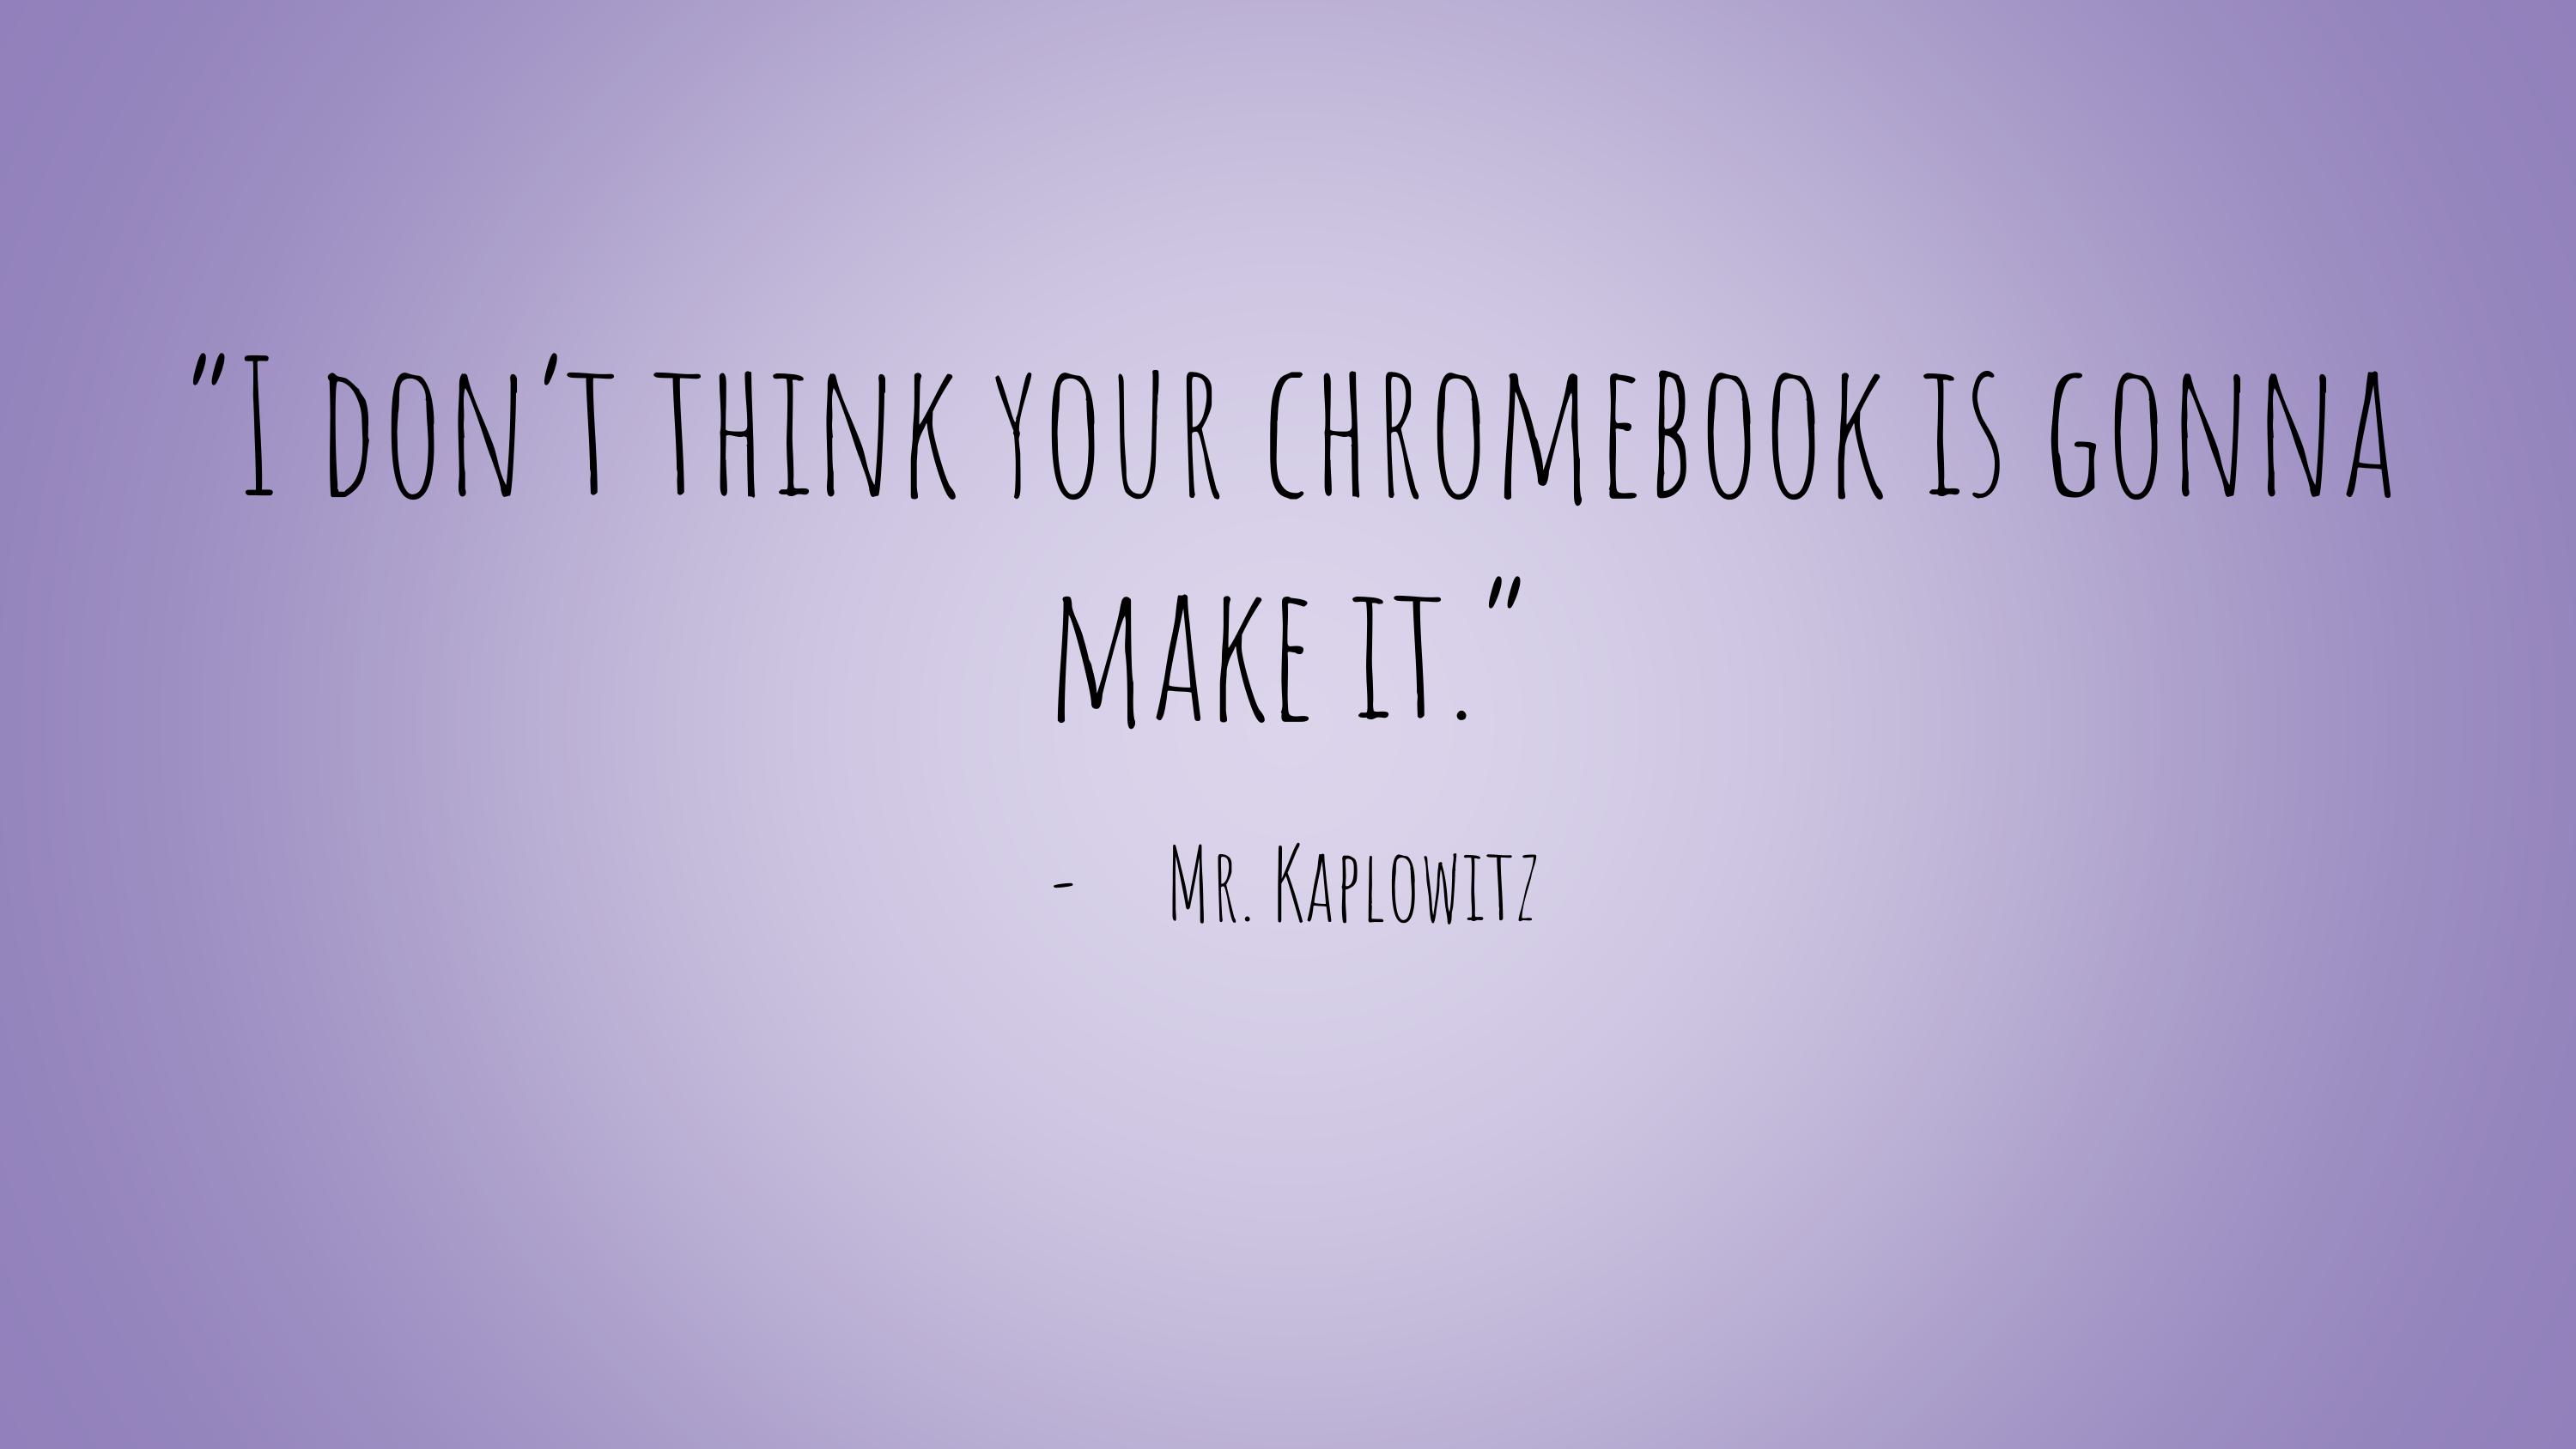 “I don’t think your chromebook is gonna
make it.”
- Mr. Kaplowitz